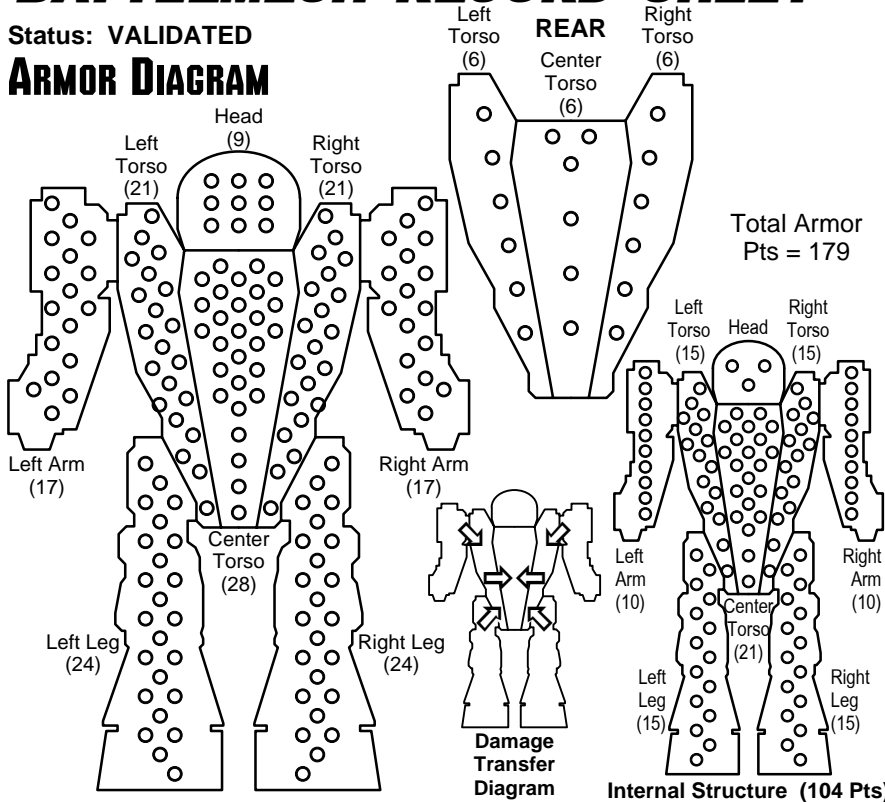 BATTLEMECH RECORD SHEET
Status: VALIDATED
ARMOR DIAGRAM
Head
(9)
Left
Torso
(21)
Right
Torso
(21)
Left Arm
(17)
Right Arm
(17)
Center
Torso
(28)
Left Leg
(24)
Right Leg
(24)
REAR
Left
Torso
(6)
Center
Torso
(6)
Right
Torso
(6)
Total Armor
Pts = 179
Left
Torso
(15)
Head
Right
Torso
(15)
Left
Arm
(10)
Right
Arm
(10)
Center
Torso
(21)
Left
Leg
(15)
Right
Leg
(15)
Damage
Transfer
Diagram
Internal Structure (104 Pts)